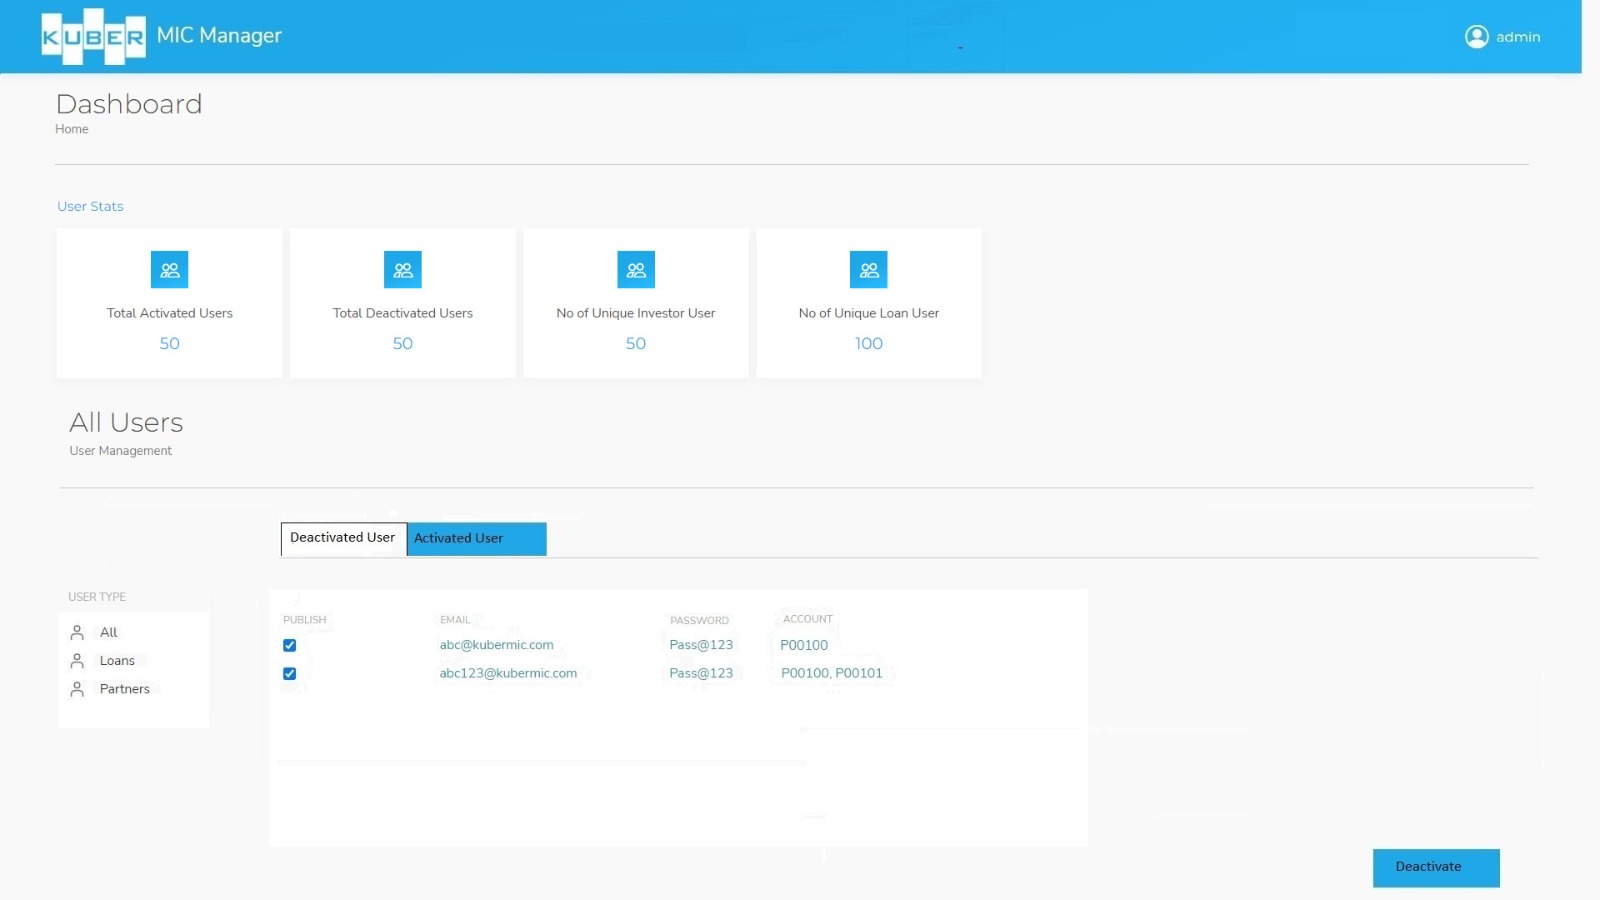 KUBER MIC Manager
admin
Dashboard
Home
User Stats
Total Activated Users
50
Total Deactivated Users
50
No of Unique Investor User
50
No of Unique Loan User
100
All Users
User Management
Deactivated User Activated User
USER TYPE
All
Loans
Partners
PUBLISH EMAIL PASSWORD ACCOUNT
abc@kubermic.com Pass@123 P00100
abc123@kubermic.com Pass@123 P00100, P00101
Deactivate